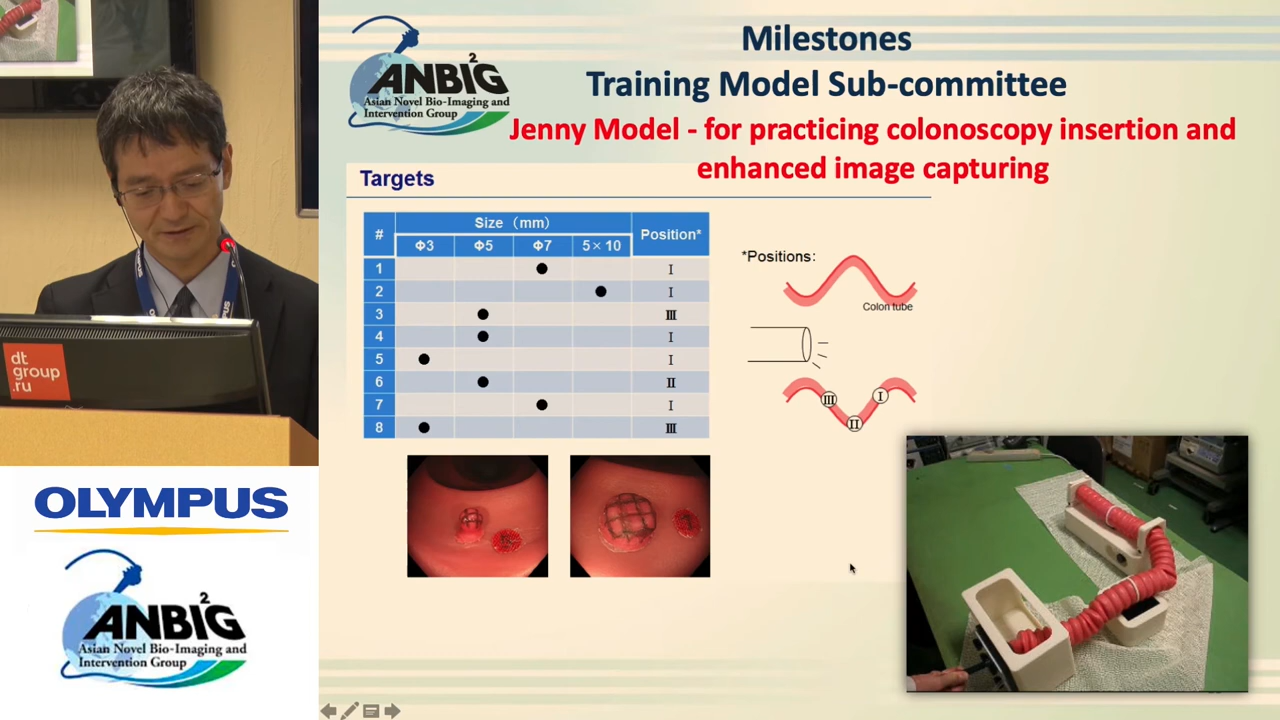 Milestones
Training Model Sub-committee
Jenny Model - for practicing colonoscopy insertion and
enhanced image capturing
ANBI²G
Asian Novel Bio-Imaging and
Intervention Group
Targets
# Size (mm) Position*
Φ3 Φ5 Φ7 5×10
1 ● I
2 ● I
3 ● III
4 ● I
5 ● I
6 ● II
7 ● I
8 ● III
*Positions:
Colon tube
III
I
II
dt
group
.ru
OLYMPUS
ANBI²G
Asian Novel Bio-Imaging and
Intervention Group